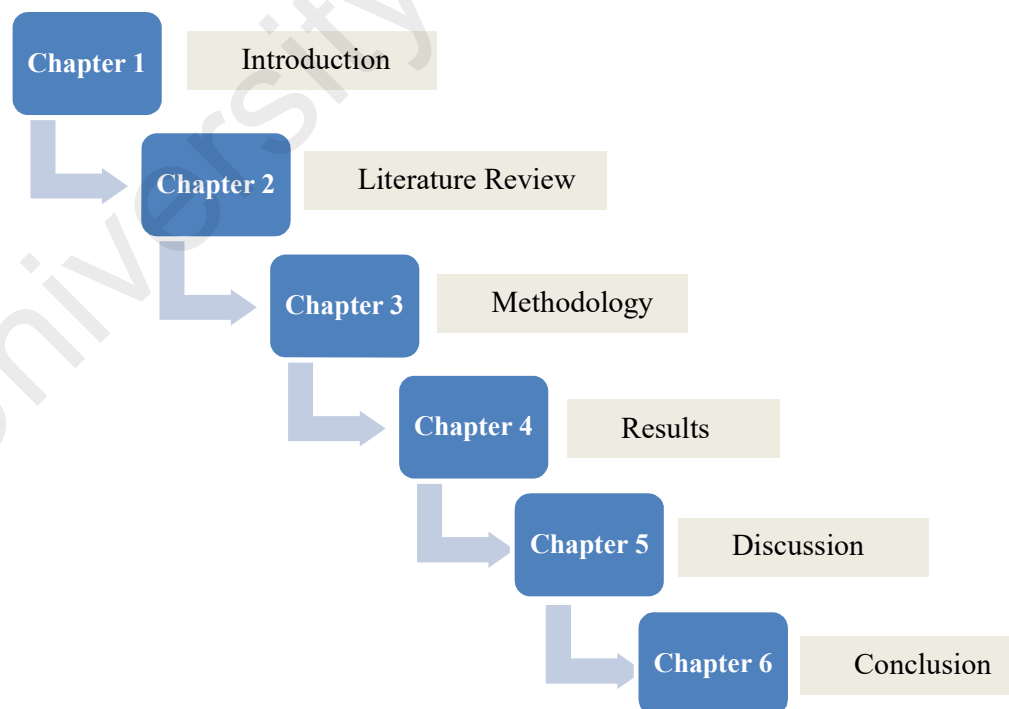 Chapter 1
Introduction
Chapter 2
Literature Review
Chapter 3
Methodology
Chapter 4
Results
Chapter 5
Discussion
Chapter 6
Conclusion
University